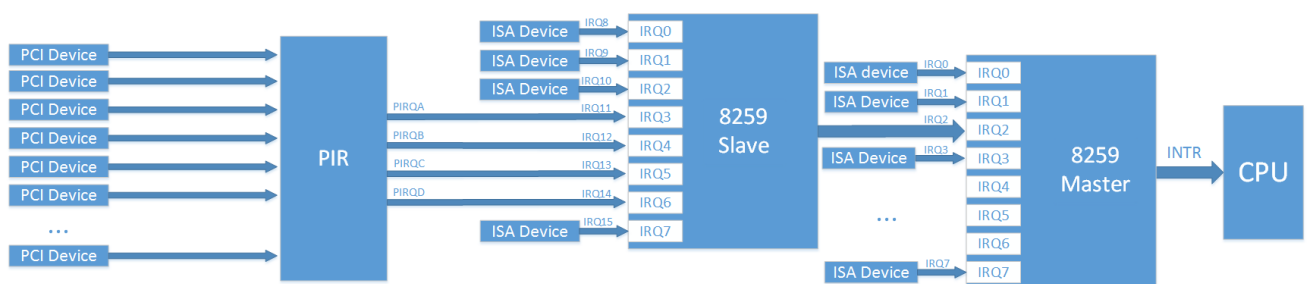 PCI Device
PCI Device
PCI Device
PCI Device
PCI Device
PCI Device
...
PCI Device
PIR
PIRQA
PIRQB
PIRQC
PIRQD
ISA Device
IRQ8
ISA Device
IRQ9
ISA Device
IRQ10
IRQ11
IRQ12
IRQ13
IRQ14
ISA Device
IRQ15
IRQ0
IRQ1
IRQ2
IRQ3
IRQ4
IRQ5
IRQ6
IRQ7
8259
Slave
ISA device
IRQ0
ISA Device
IRQ1
IRQ2
ISA Device
IRQ3
...
ISA Device
IRQ7
IRQ0
IRQ1
IRQ2
IRQ3
IRQ4
IRQ5
IRQ6
IRQ7
8259
Master
INTR
CPU